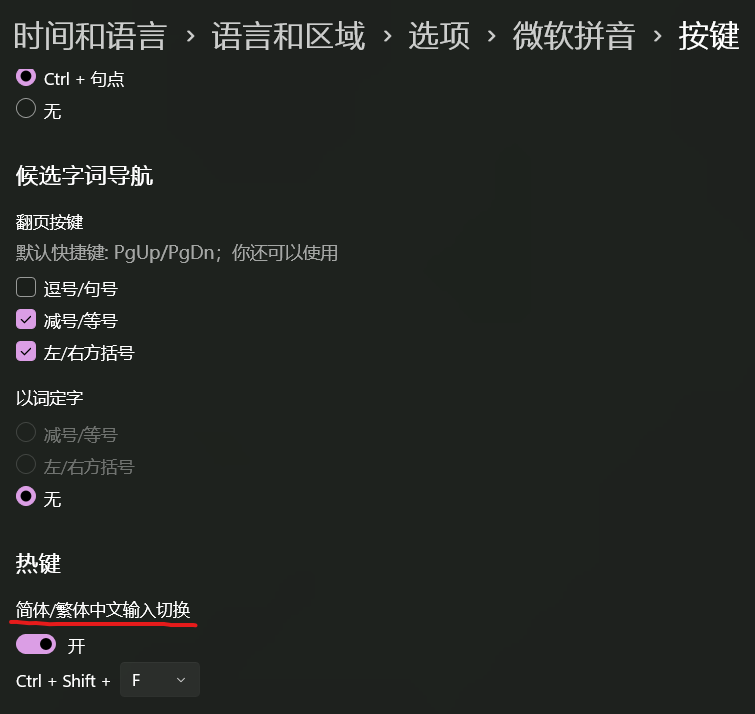 时间和语言 › 语言和区域 › 选项 › 微软拼音 › 按键
Ctrl + 句点
无
候选字词导航
翻页按键
默认快捷键: PgUp/PgDn；你还可以使用
逗号/句号
减号/等号
左/右方括号
以词定字
减号/等号
左/右方括号
无
热键
简体/繁体中文输入切换
开
Ctrl + Shift + F